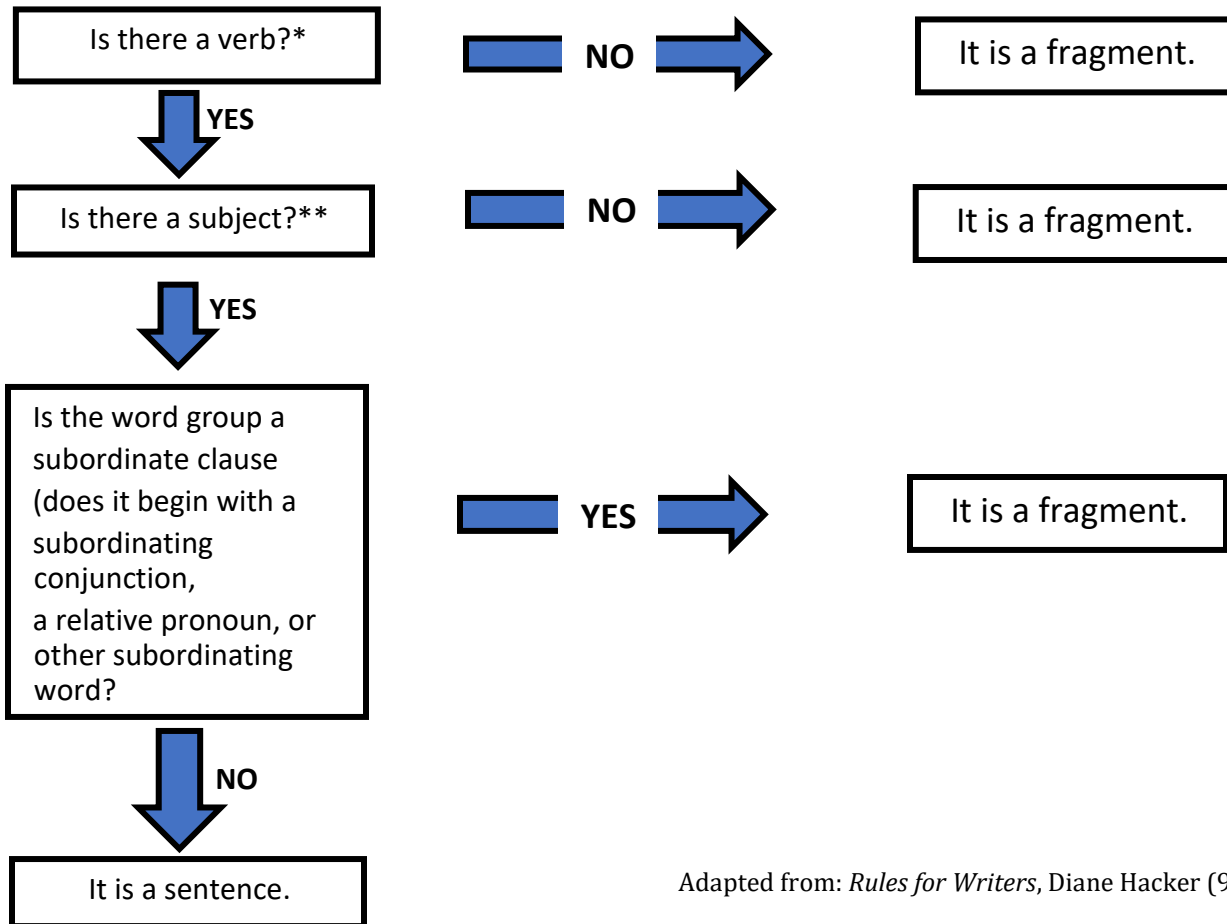 Is there a verb?*
NO
It is a fragment.
YES
Is there a subject?**
NO
It is a fragment.
YES
Is the word group a
subordinate clause
(does it begin with a
subordinating
conjunction,
a relative pronoun, or
other subordinating
word?
YES
It is a fragment.
NO
It is a sentence.
Adapted from: Rules for Writers, Diane Hacker (9